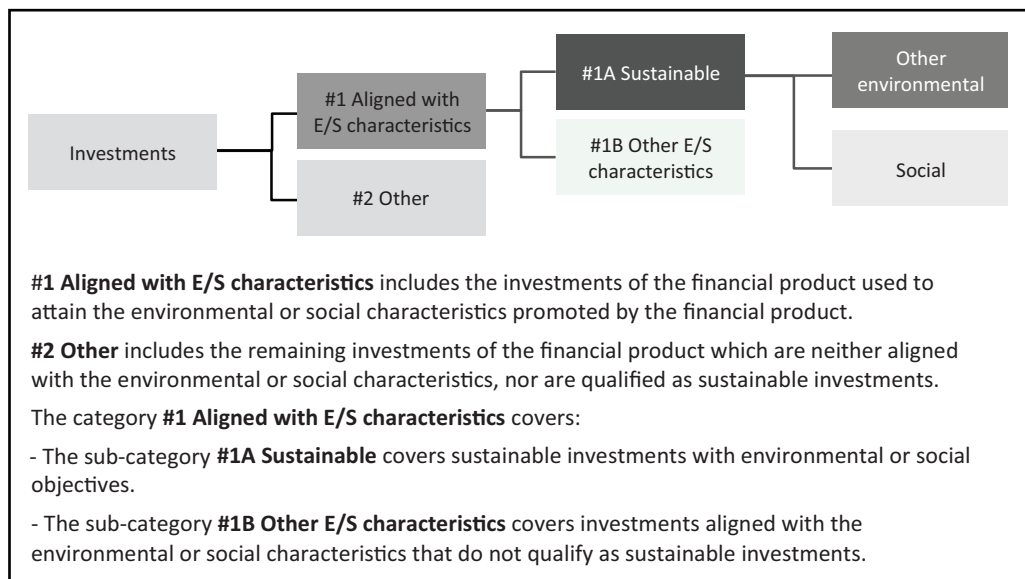 Investments
#1 Aligned with
E/S characteristics
#2 Other
#1A Sustainable
#1B Other E/S
characteristics
Other
environmental
Social
#1 Aligned with E/S characteristics includes the investments of the financial product used to
attain the environmental or social characteristics promoted by the financial product.
#2 Other includes the remaining investments of the financial product which are neither aligned
with the environmental or social characteristics, nor are qualified as sustainable investments.
The category #1 Aligned with E/S characteristics covers:
- The sub-category #1A Sustainable covers sustainable investments with environmental or social
objectives.
- The sub-category #1B Other E/S characteristics covers investments aligned with the
environmental or social characteristics that do not qualify as sustainable investments.